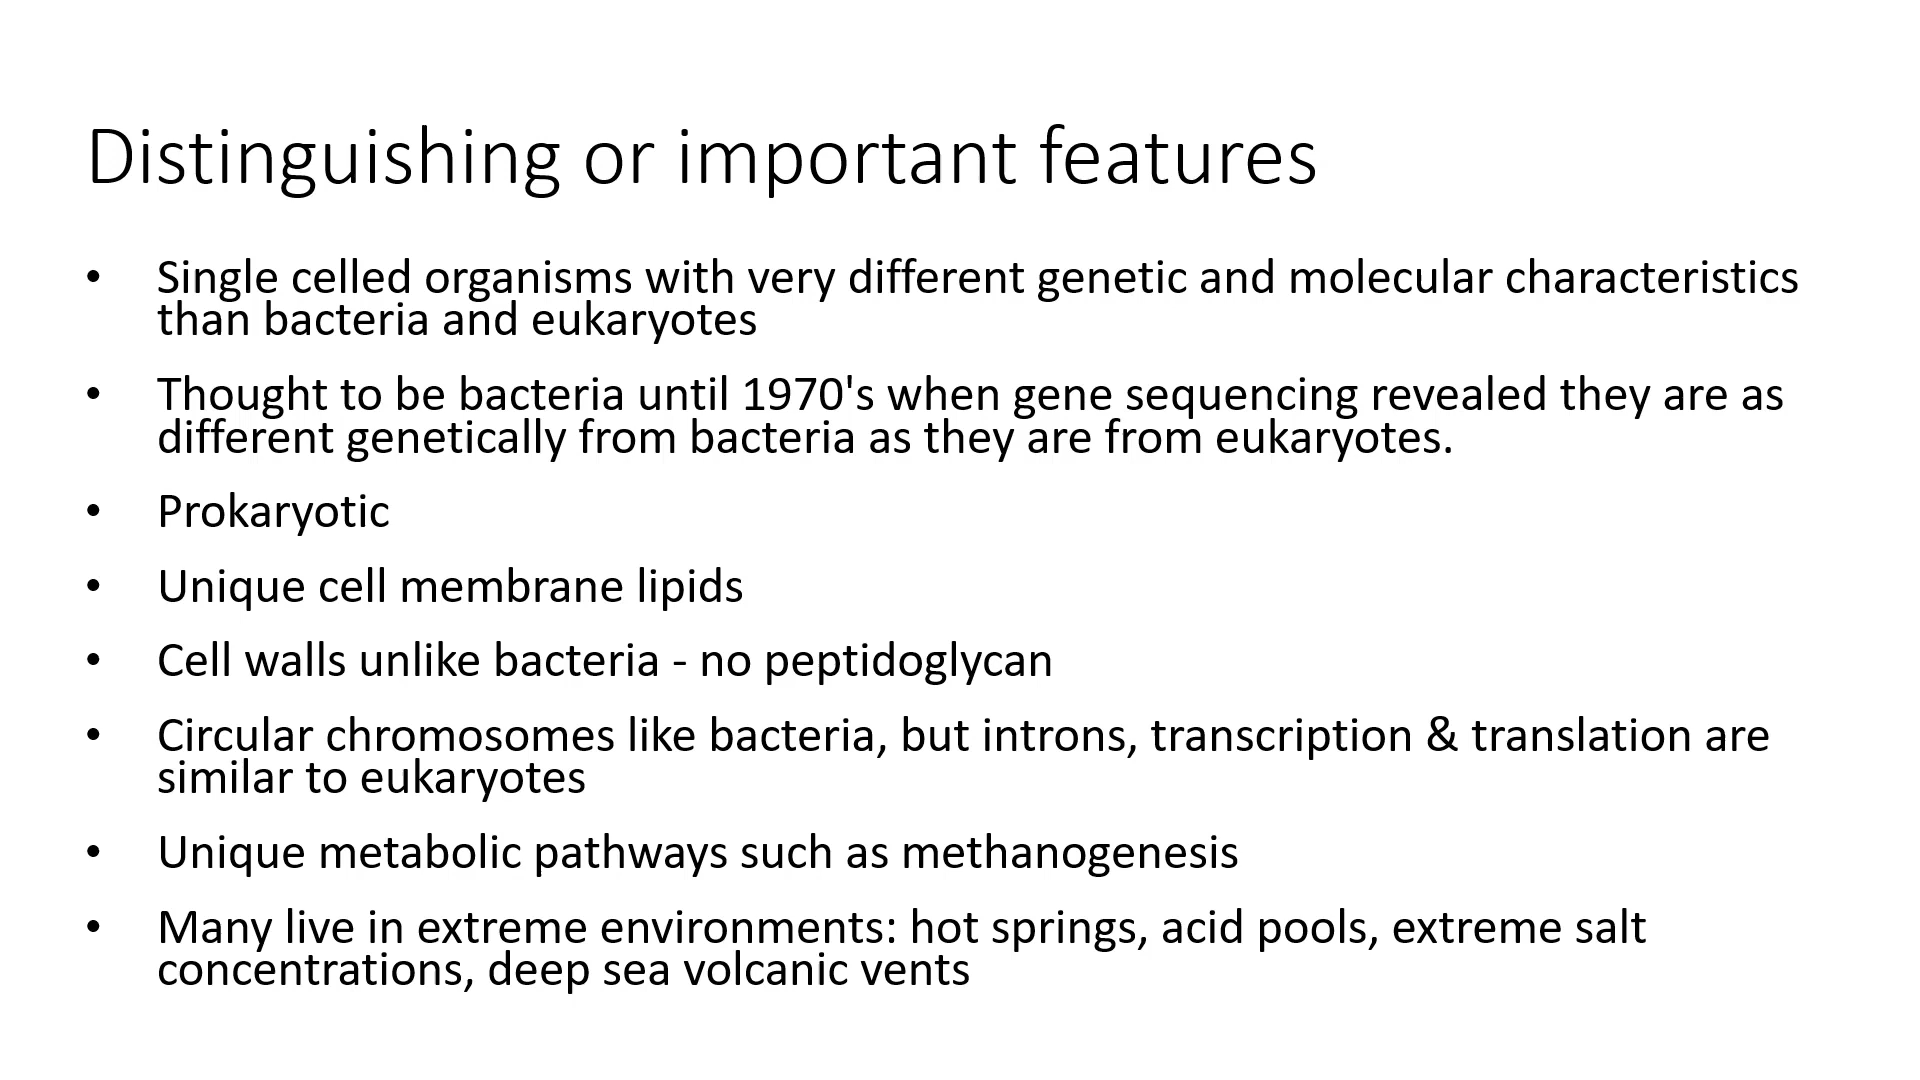 Distinguishing or important features
• Single celled organisms with very different genetic and molecular characteristics
than bacteria and eukaryotes
• Thought to be bacteria until 1970's when gene sequencing revealed they are as
different genetically from bacteria as they are from eukaryotes.
• Prokaryotic
• Unique cell membrane lipids
• Cell walls unlike bacteria - no peptidoglycan
• Circular chromosomes like bacteria, but introns, transcription & translation are
similar to eukaryotes
• Unique metabolic pathways such as methanogenesis
• Many live in extreme environments: hot springs, acid pools, extreme salt
concentrations, deep sea volcanic vents